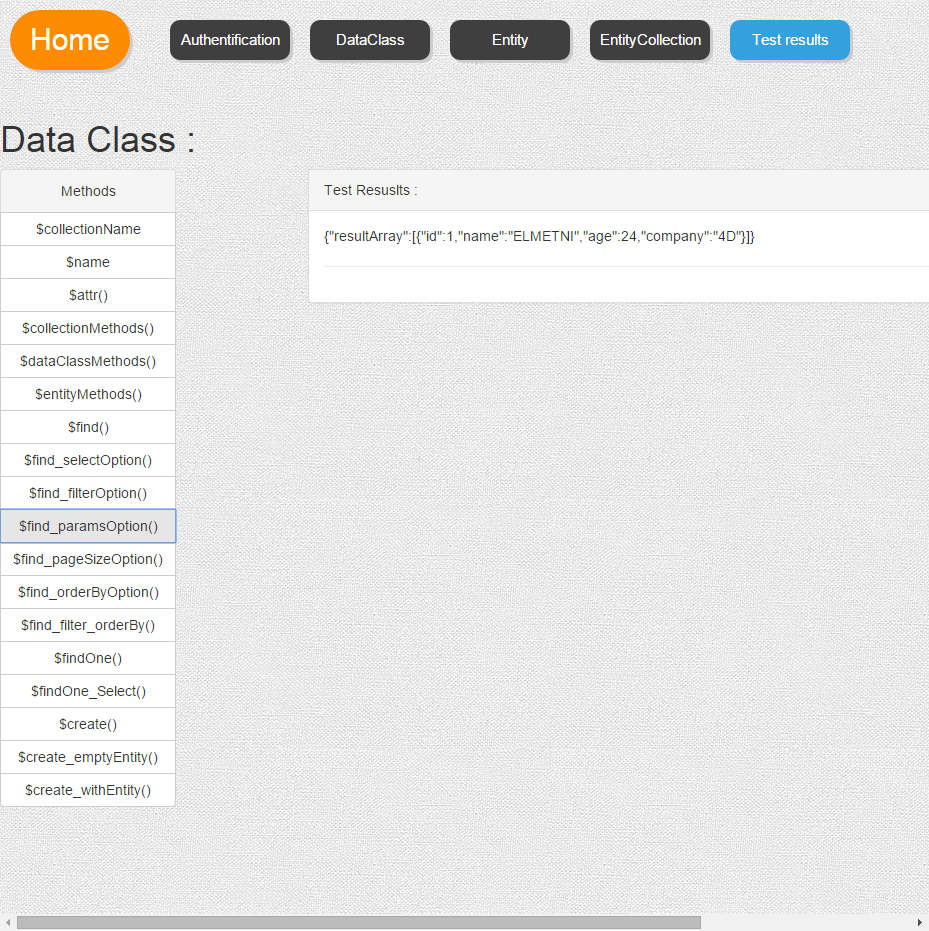 Home
Authentification
DataClass
Entity
EntityCollection
Test results
Data Class :
Methods
$collectionName
$name
$attr()
$collectionMethods()
$dataClassMethods()
$entityMethods()
$find()
$find_selectOption()
$find_filterOption()
$find_paramsOption()
$find_pageSizeOption()
$find_orderByOption()
$find_filter_orderBy()
$findOne()
$findOne_Select()
$create()
$create_emptyEntity()
$create_withEntity()
Test Resuslts :
{"resultArray":[{"id":1,"name":"ELMETNI","age":24,"company":"4D"}]}